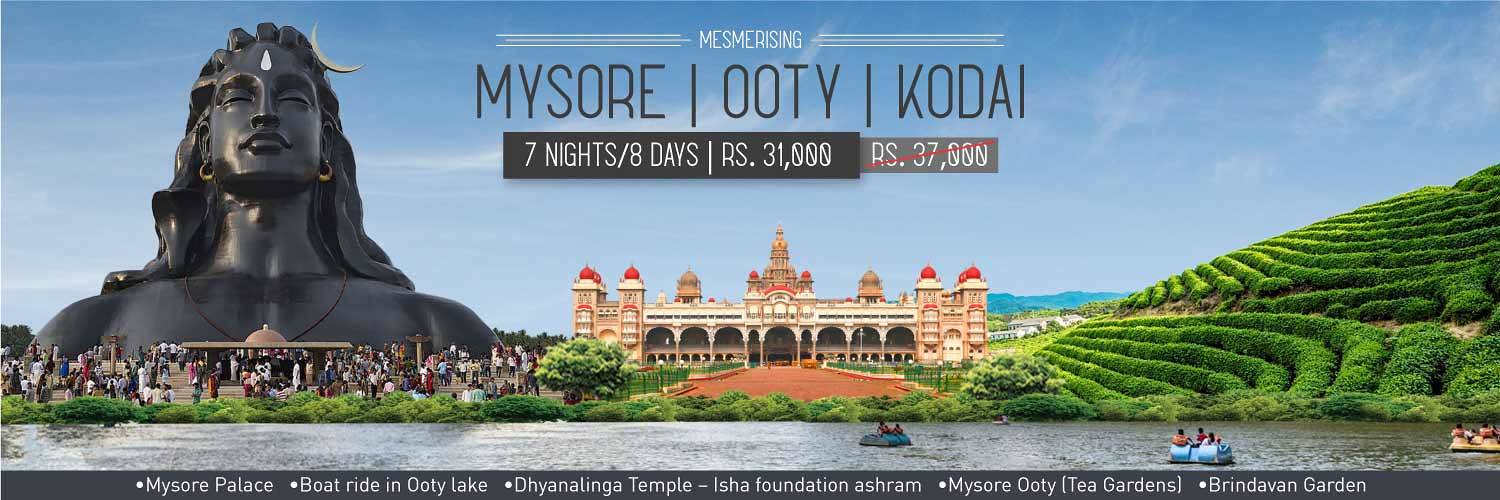 MESMERISING
MYSORE | OOTY | KODAI
7 NIGHTS/8 DAYS | RS. 31,000 RS. 37,000
•Mysore Palace •Boat ride in Ooty lake •Dhyanalinga Temple – Isha foundation ashram •Mysore Ooty (Tea Gardens) •Brindavan Garden